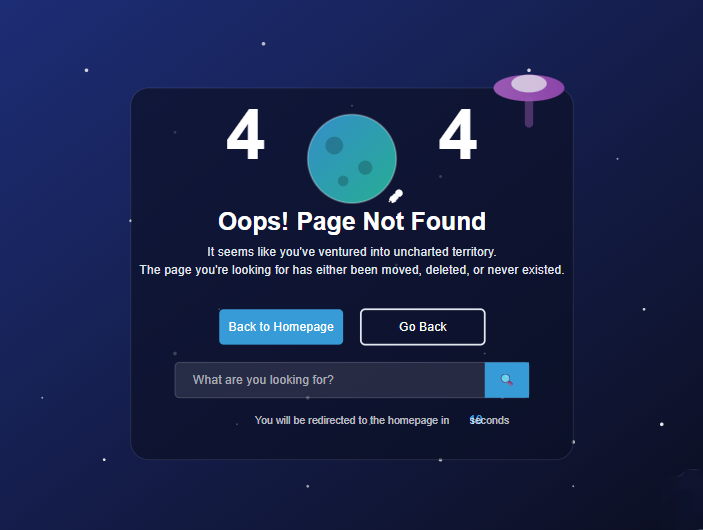 4 4
Oops! Page Not Found
It seems like you've ventured into uncharted territory.
The page you're looking for has either been moved, deleted, or never existed.
Back to Homepage Go Back
What are you looking for?
You will be redirected to the homepage in seconds